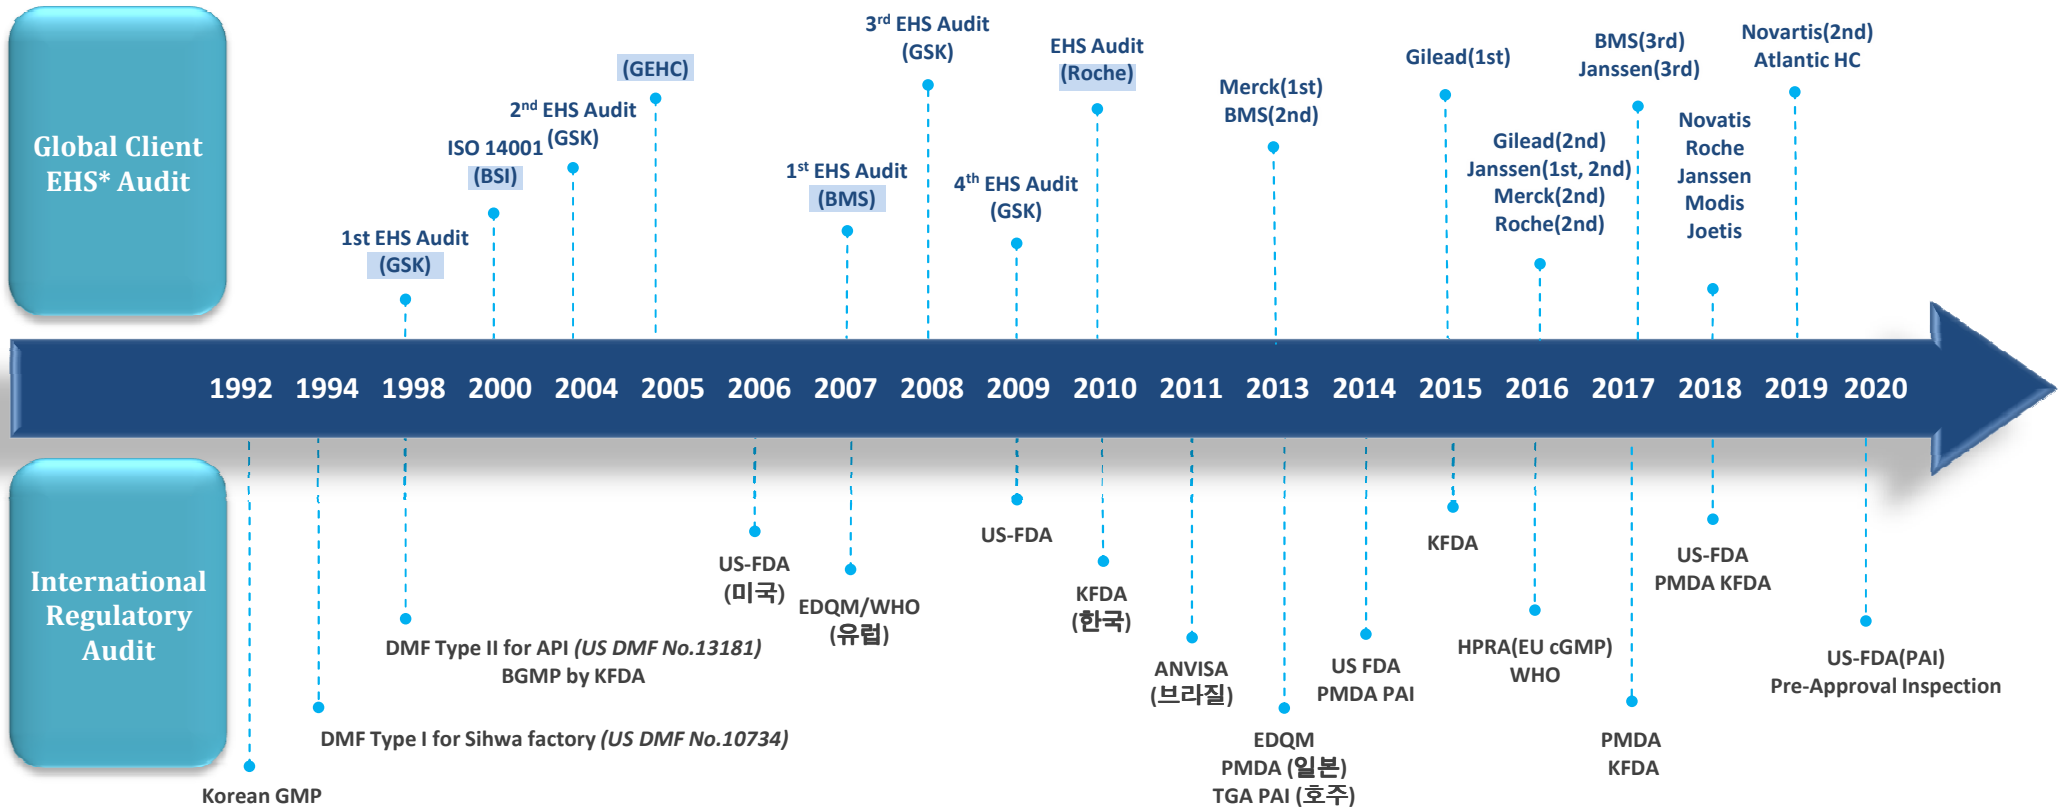 Global Client
EHS* Audit
1st EHS Audit
(GSK)
ISO 14001
(BSI)
2nd EHS Audit
(GSK)
(GEHC)
1st EHS Audit
(BMS)
3rd EHS Audit
(GSK)
4th EHS Audit
(GSK)
EHS Audit
(Roche)
Merck(1st)
BMS(2nd)
Gilead(1st)
Gilead(2nd)
Janssen(1st, 2nd)
Merck(2nd)
Roche(2nd)
BMS(3rd)
Janssen(3rd)
Novatis
Roche
Janssen
Modis
Joetis
Novartis(2nd)
Atlantic HC
1992 1994 1998 2000 2004 2005 2006 2007 2008 2009 2010 2011 2013 2014 2015 2016 2017 2018 2019 2020
International
Regulatory
Audit
Korean GMP
DMF Type I for Sihwa factory (US DMF No.10734)
DMF Type II for API (US DMF No.13181)
BGMP by KFDA
US-FDA
(미국)
EDQM/WHO
(유럽)
US-FDA
KFDA
(한국)
ANVISA
(브라질)
EDQM
PMDA (일본)
TGA PAI (호주)
US FDA
PMDA PAI
KFDA
HPRA(EU cGMP)
WHO
PMDA
KFDA
US-FDA
PMDA KFDA
US-FDA(PAI)
Pre-Approval Inspection